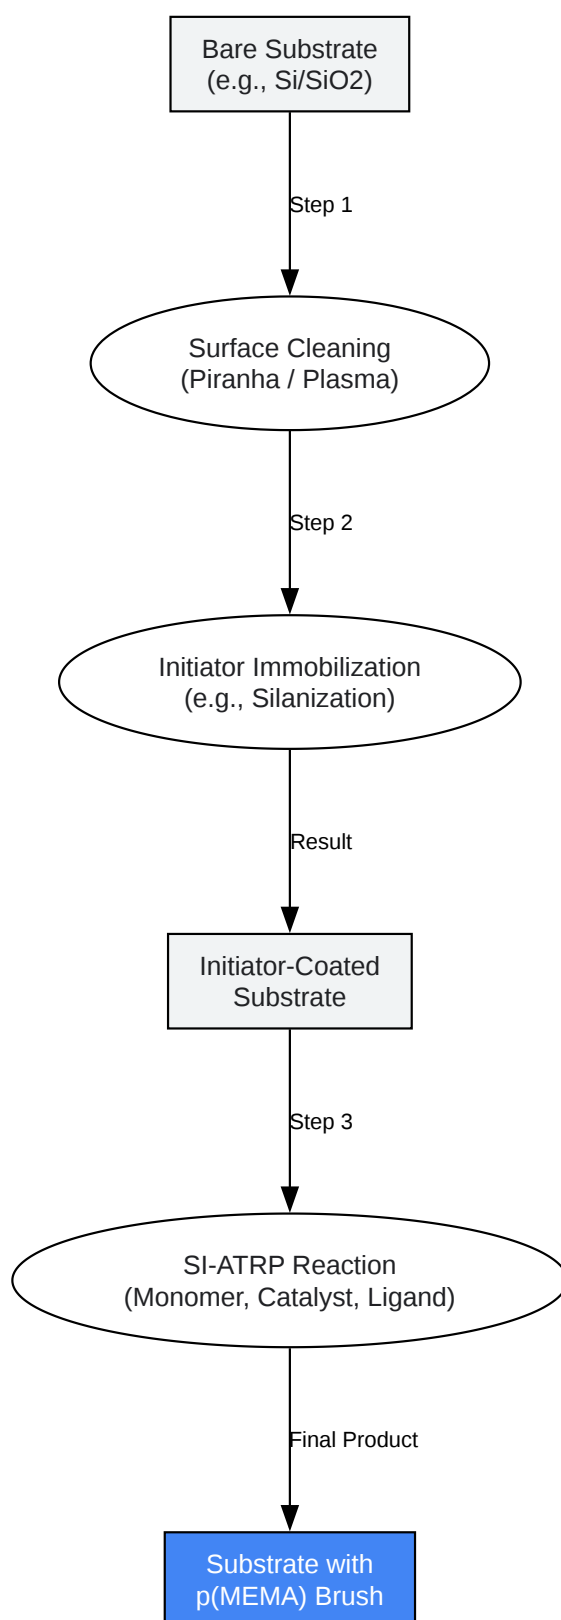 Bare Substrate
(e.g., Si/SiO2)
Step 1
Surface Cleaning
(Piranha / Plasma)
Step 2
Initiator Immobilization
(e.g., Silanization)
Result
Initiator-Coated
Substrate
Step 3
SI-ATRP Reaction
(Monomer, Catalyst, Ligand)
Final Product
Substrate with
p(MEMA) Brush